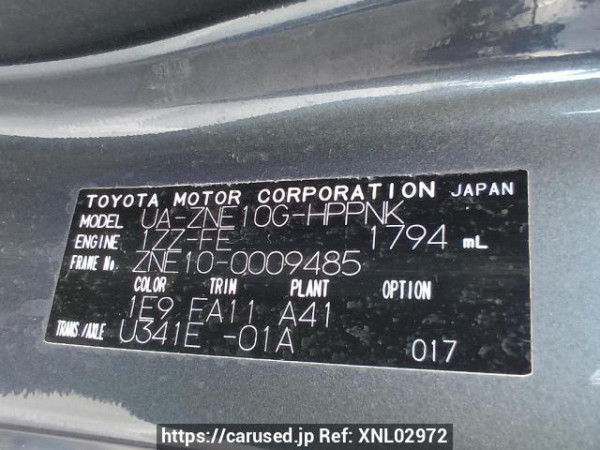 TOYOTA MOTOR CORPORATION JAPAN
MODEL UA-ZNE10G-HPPNK
ENGINE 1ZZ-FE 1794 mL
FRAME No. ZNE10-0009485
COLOR TRIM PLANT OPTION
1E9 FA11 A41
TRANS/AXLE U341E -01A 017
https://carused.jp Ref: XNL02972